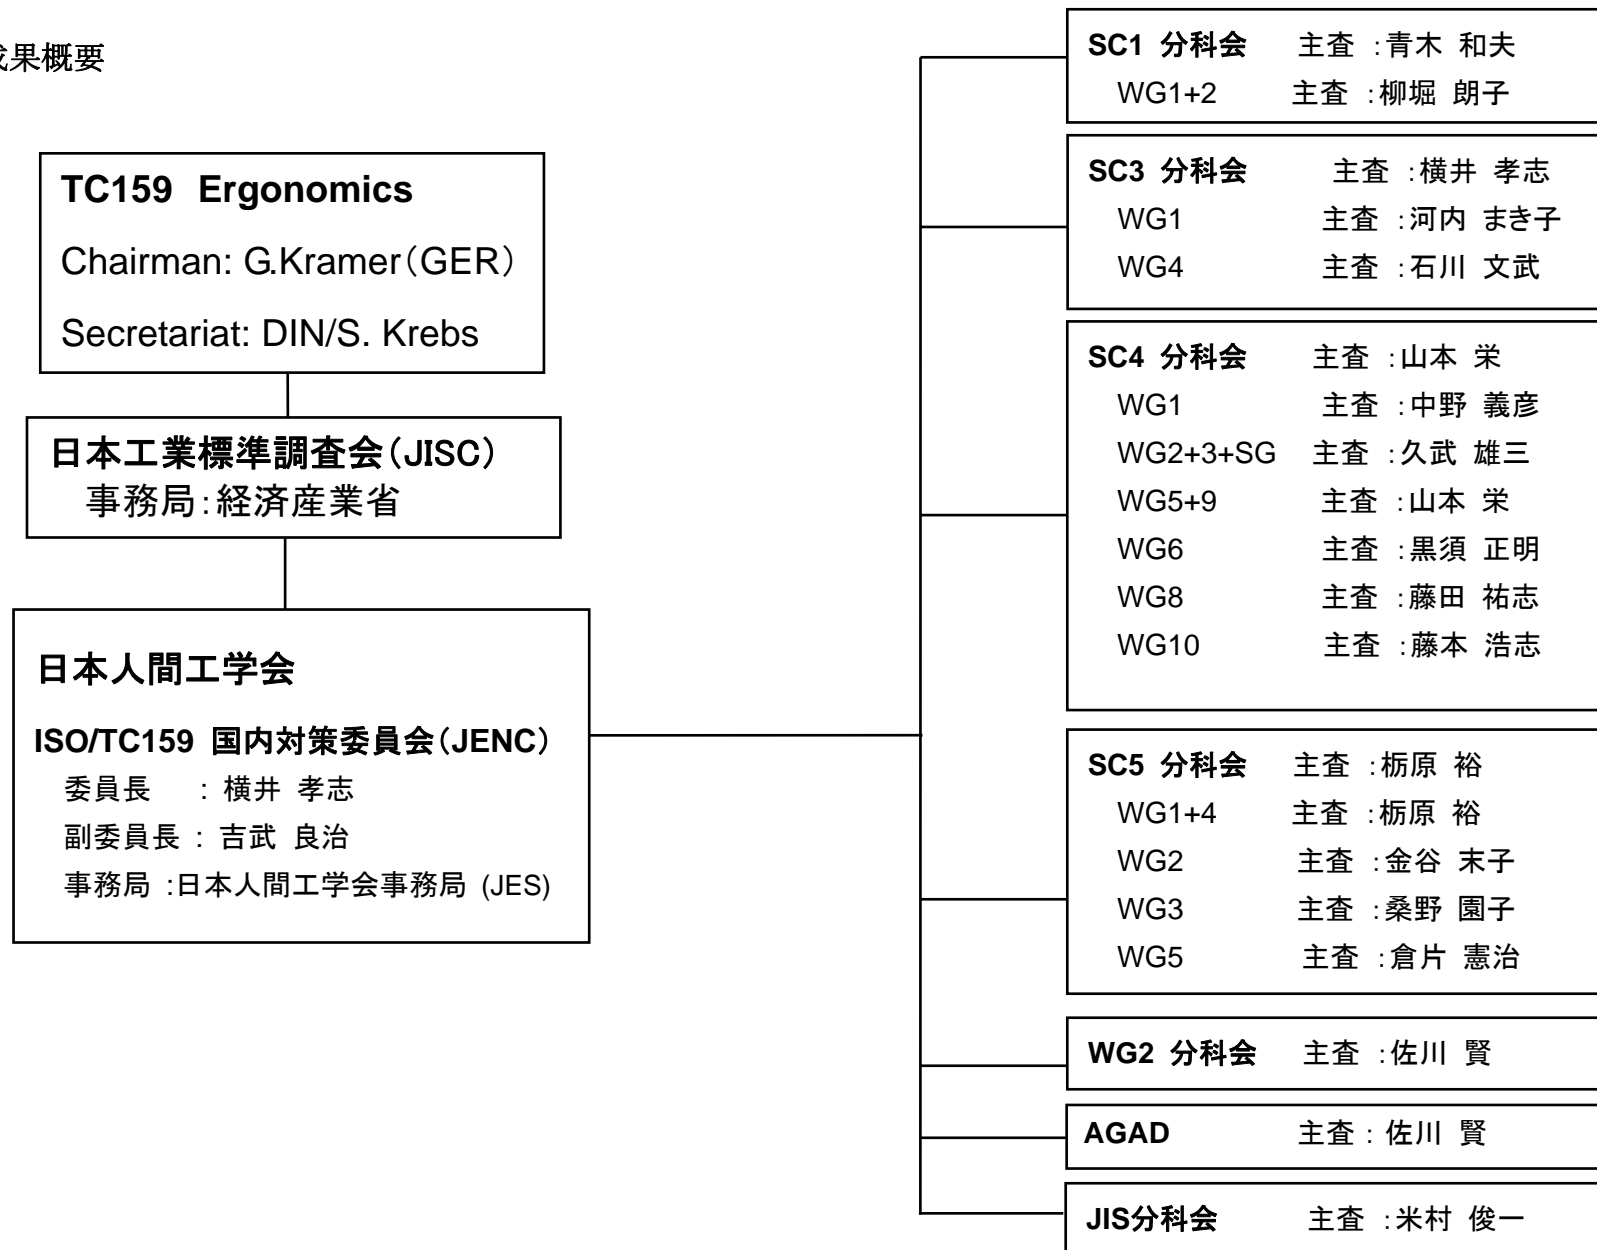 果概要
TC159 Ergonomics
Chairman: G.Kramer(GER)
Secretariat: DIN/S. Krebs
日本工業標準調査会(JISC)
事務局:経済産業省
日本人間工学会
ISO/TC159 国内対策委員会(JENC)
委員長 : 横井 孝志
副委員長 : 吉武 良治
事務局 :日本人間工学会事務局 (JES)
SC1 分科会 主査 :青木 和夫
WG1+2 主査 :柳堀 朗子
SC3 分科会 主査 :横井 孝志
WG1 主査 :河内 まき子
WG4 主査 :石川 文武
SC4 分科会 主査 :山本 栄
WG1 主査 :中野 義彦
WG2+3+SG 主査 :久武 雄三
WG5+9 主査 :山本 栄
WG6 主査 :黒須 正明
WG8 主査 :藤田 祐志
WG10 主査 :藤本 浩志
SC5 分科会 主査 :栃原 裕
WG1+4 主査 :栃原 裕
WG2 主査 :金谷 末子
WG3 主査 :桑野 園子
WG5 主査 :倉片 憲治
WG2 分科会 主査 :佐川 賢
AGAD 主査 : 佐川 賢
JIS分科会 主査 :米村 俊一